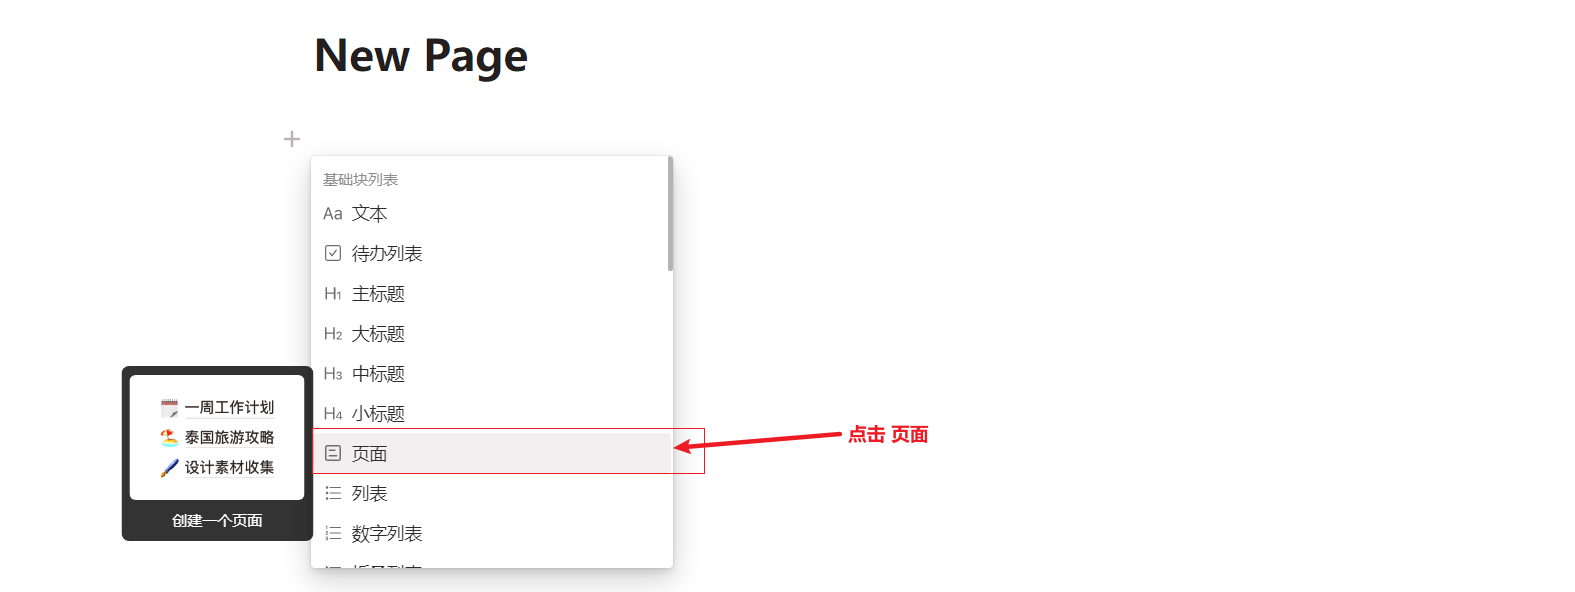 New Page
基础块列表
Aa 文本
待办列表
H1 主标题
H2 大标题
H3 中标题
H4 小标题
页面
列表
数字列表
一周工作计划
泰国旅游攻略
设计素材收集
创建一个页面
点击 页面